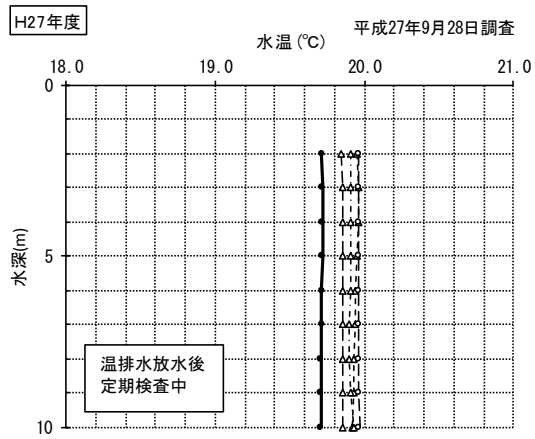 H27年度
平成27年9月28日調査
水温(℃)
18.0 19.0 20.0 21.0
0
5
10
水深(m)
温排水放水後
定期検査中